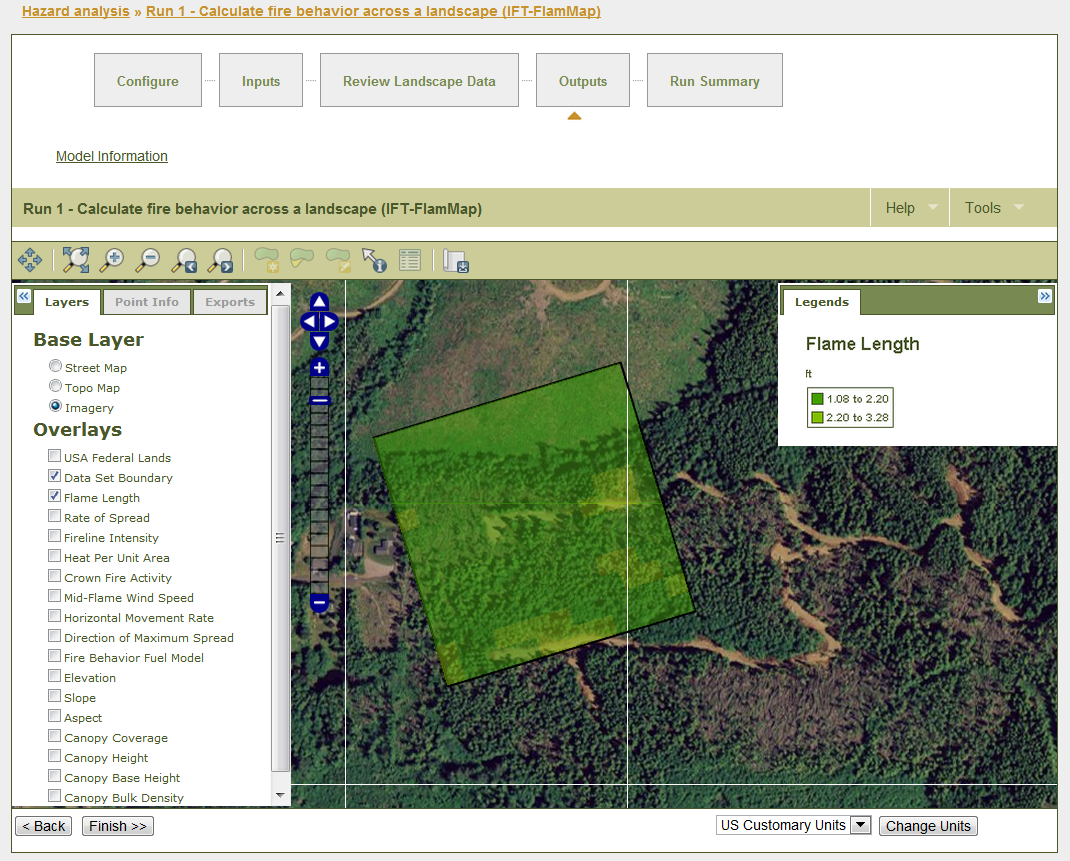 Hazard analysis » Run 1 - Calculate fire behavior across a landscape (IFT-FlamMap)
Configure
Inputs
Review Landscape Data
Outputs
Run Summary
Model Information
Run 1 - Calculate fire behavior across a landscape (IFT-FlamMap)
Help
Tools
Layers
Point Info
Exports
Base Layer
Street Map
Topo Map
Imagery
Overlays
USA Federal Lands
Data Set Boundary
Flame Length
Rate of Spread
Fireline Intensity
Heat Per Unit Area
Crown Fire Activity
Mid-Flame Wind Speed
Horizontal Movement Rate
Direction of Maximum Spread
Fire Behavior Fuel Model
Elevation
Slope
Aspect
Canopy Coverage
Canopy Height
Canopy Base Height
Canopy Bulk Density
Legends
Flame Length
ft
1.08 to 2.20
2.20 to 3.28
< Back
Finish >>
US Customary Units
Change Units